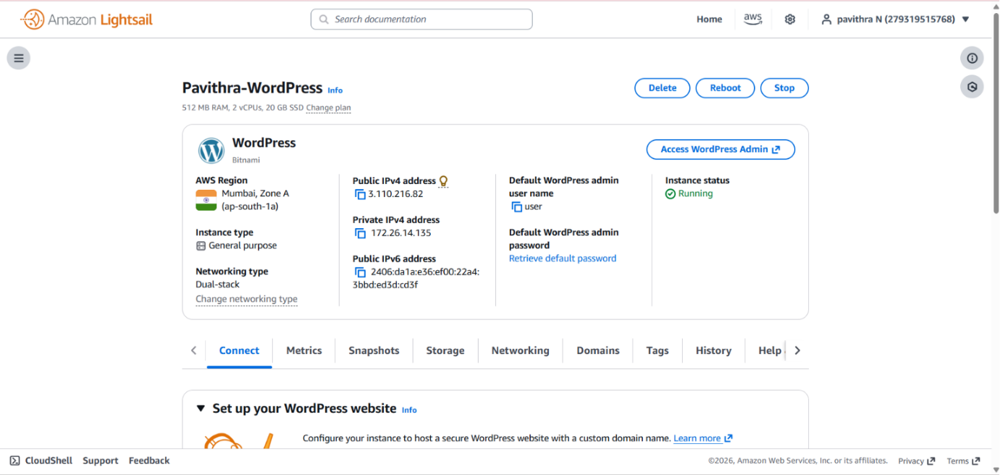 Amazon Lightsail
Search documentation
Home
aws
pavithra N (279319515768)
Pavithra-WordPress Info
Delete
Reboot
Stop
512 MB RAM, 2 vCPUs, 20 GB SSD Change plan
WordPress
Bitnami
Access WordPress Admin
AWS Region
Mumbai, Zone A
(ap-south-1a)
Instance type
General purpose
Networking type
Dual-stack
Change networking type
Public IPv4 address
3.110.216.82
Private IPv4 address
172.26.14.135
Public IPv6 address
2406:da1a:e36:ef00:22a4:
3bbd:ed3d:cd3f
Default WordPress admin
user name
user
Default WordPress admin
password
Retrieve default password
Instance status
Running
Connect
Metrics
Snapshots
Storage
Networking
Domains
Tags
History
Help
Set up your WordPress website Info
Configure your instance to host a secure WordPress website with a custom domain name. Learn more
CloudShell
Support
Feedback
©2026, Amazon Web Services, Inc. or its affiliates.
Privacy
Terms